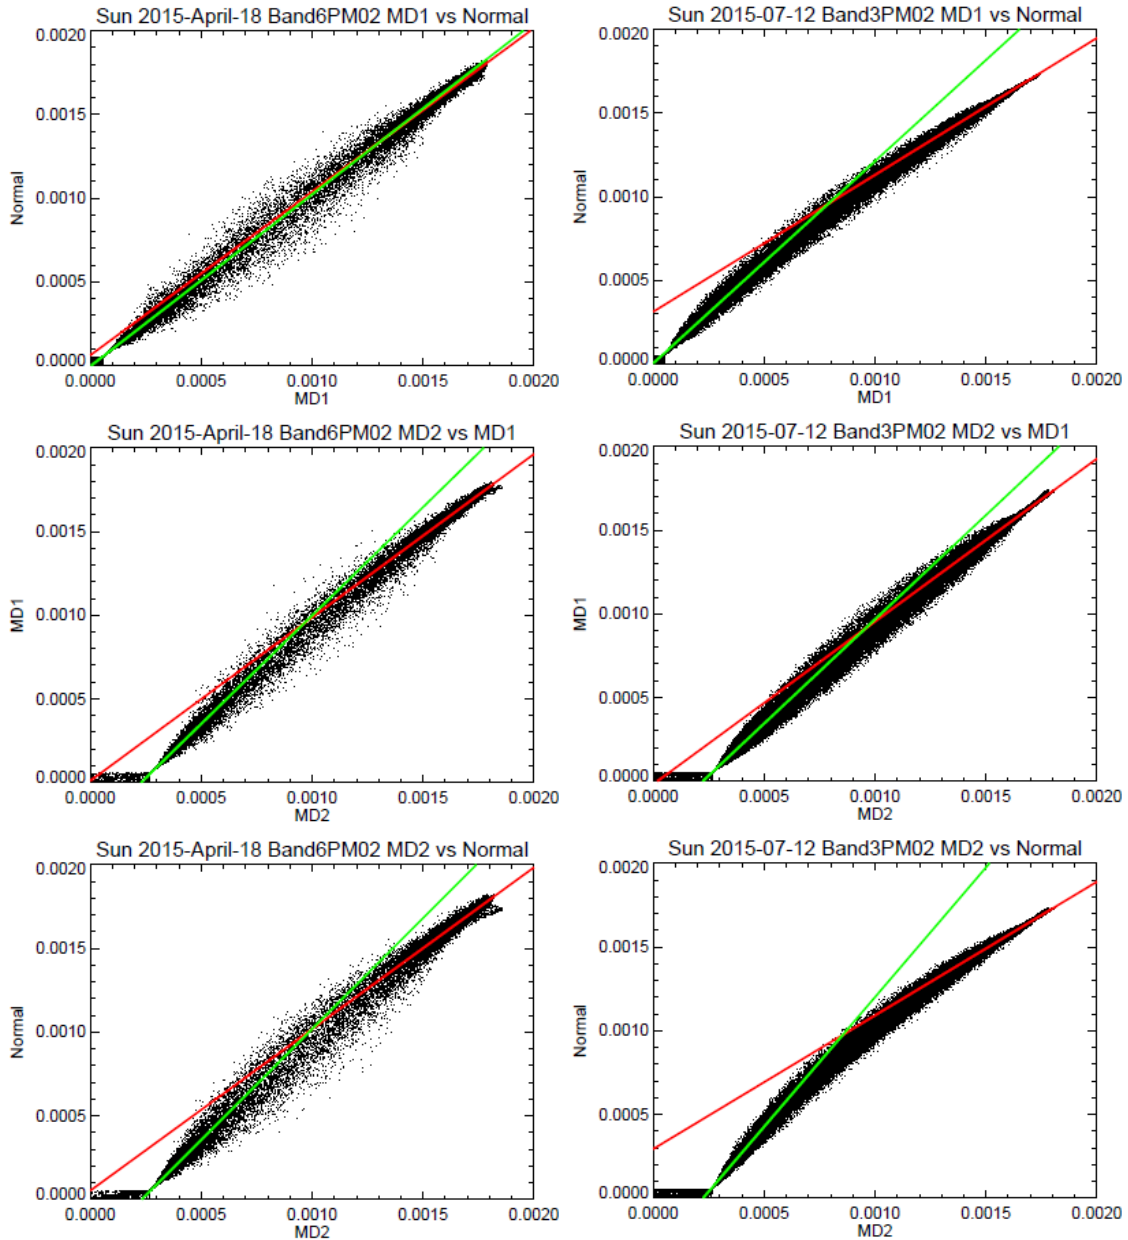 Sun 2015-April-18 Band6PM02 MD1 vs Normal
0.0020
0.0015
0.0010
0.0005
0.0000
Normal
0.0000 0.0005 0.0010 0.0015 0.0020
MD1
Sun 2015-07-12 Band3PM02 MD1 vs Normal
0.0020
0.0015
0.0010
0.0005
0.0000
Normal
0.0000 0.0005 0.0010 0.0015 0.0020
MD1
Sun 2015-April-18 Band6PM02 MD2 vs MD1
0.0020
0.0015
0.0010
0.0005
0.0000
MD1
0.0000 0.0005 0.0010 0.0015 0.0020
MD2
Sun 2015-07-12 Band3PM02 MD2 vs MD1
0.0020
0.0015
0.0010
0.0005
0.0000
MD1
0.0000 0.0005 0.0010 0.0015 0.0020
MD2
Sun 2015-April-18 Band6PM02 MD2 vs Normal
0.0020
0.0015
0.0010
0.0005
0.0000
Normal
0.0000 0.0005 0.0010 0.0015 0.0020
MD2
Sun 2015-07-12 Band3PM02 MD2 vs Normal
0.0020
0.0015
0.0010
0.0005
0.0000
Normal
0.0000 0.0005 0.0010 0.0015 0.0020
MD2